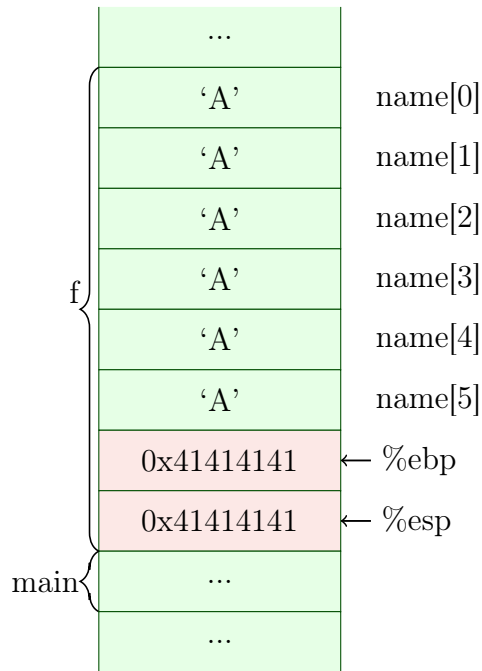 ...
‘A’ name[0]
‘A’ name[1]
‘A’ name[2]
f ‘A’ name[3]
‘A’ name[4]
‘A’ name[5]
0x41414141 %ebp
0x41414141 %esp
main ...
...